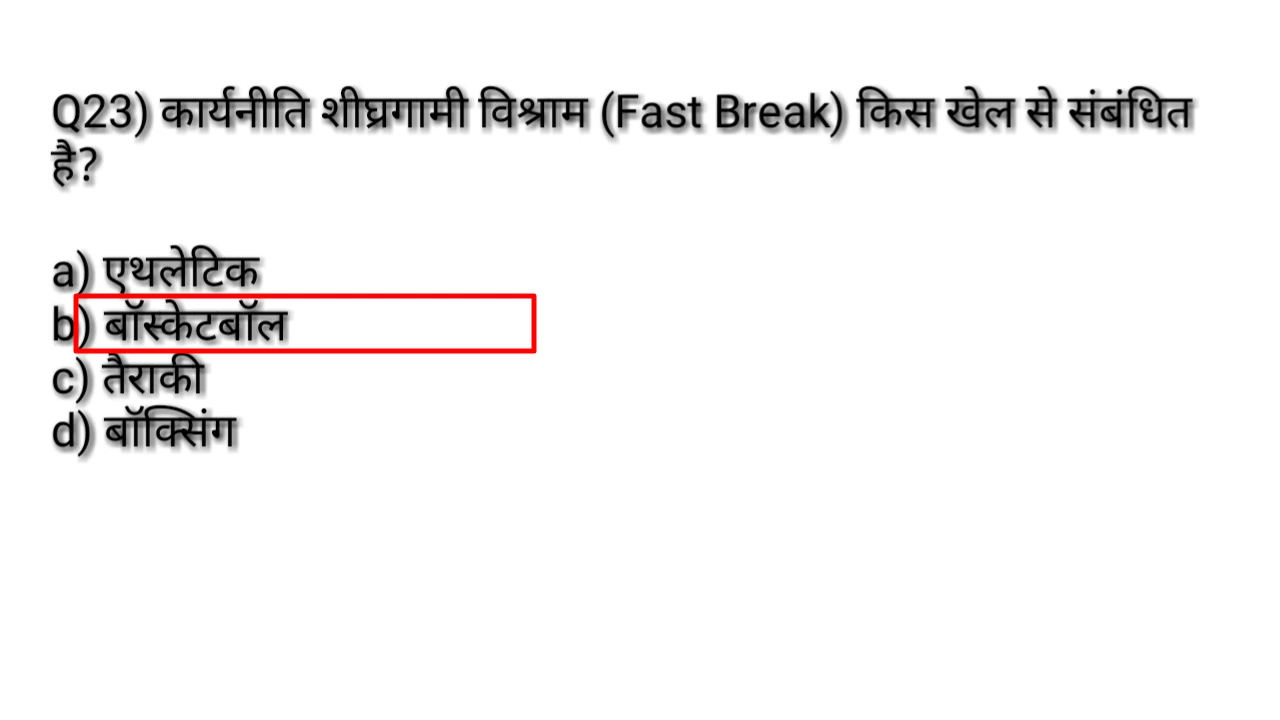 Q23) कार्यनीति शीघ्रगामी विश्राम (Fast Break) किस खेल से संबंधित
है?
a) एथलेटिक
b) बॉस्केटबॉल
c) तैराकी
d) बॉक्सिंग